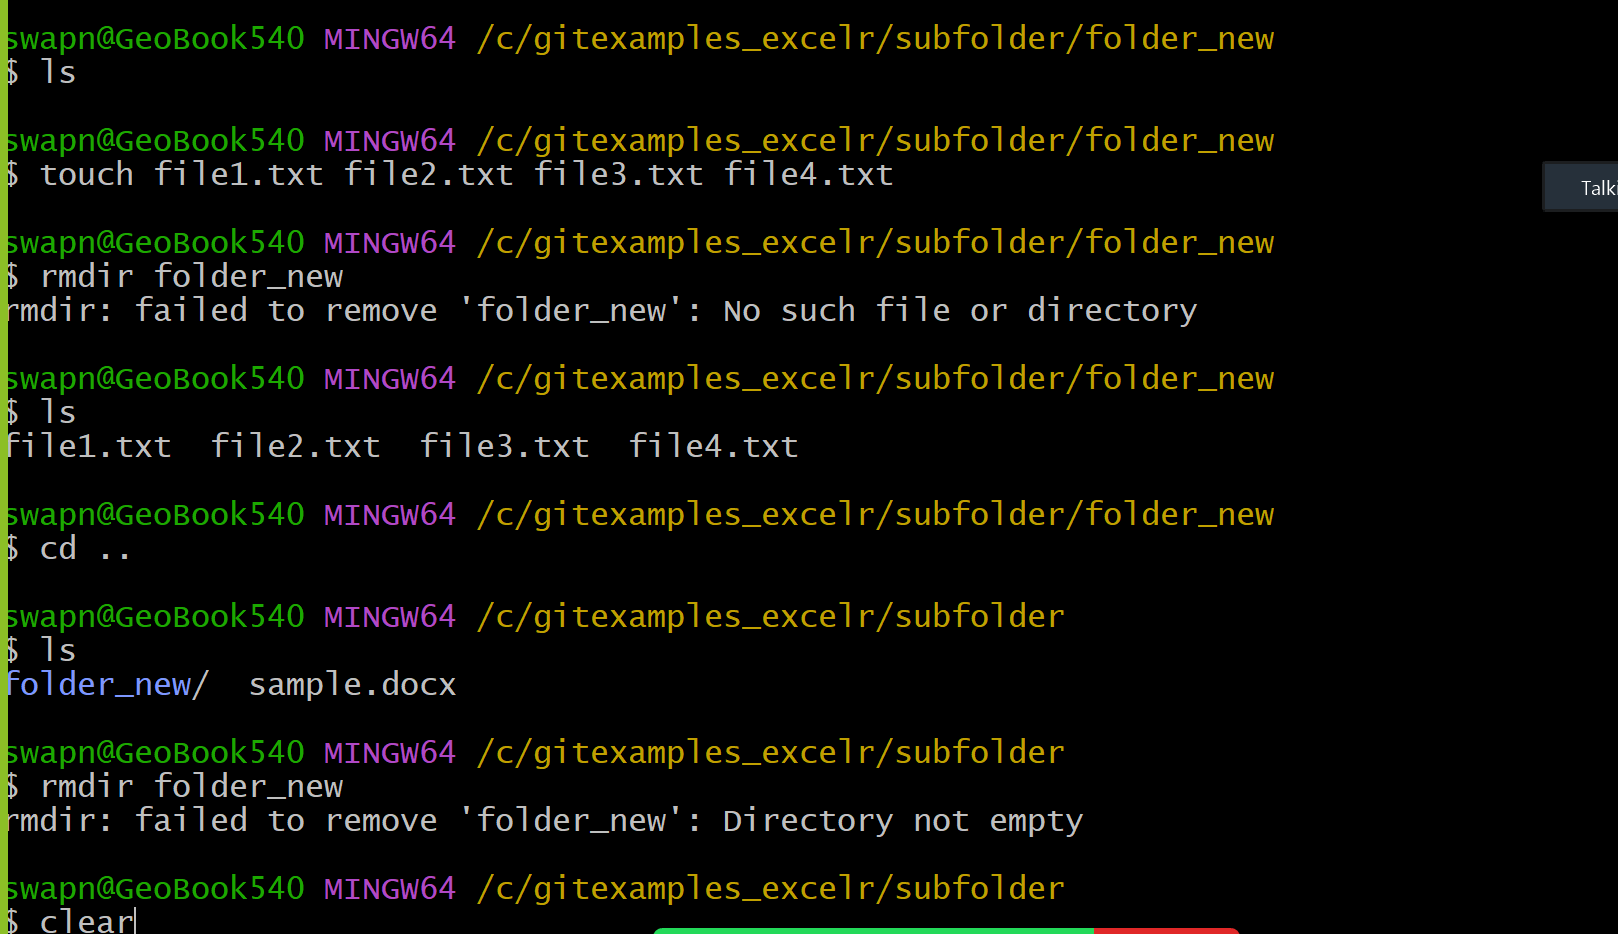 swapn@GeoBook540 MINGW64 /c/gitexamples_excelr/subfolder/folder_new
$ ls
swapn@GeoBook540 MINGW64 /c/gitexamples_excelr/subfolder/folder_new
$ touch file1.txt file2.txt file3.txt file4.txt
Talki
swapn@GeoBook540 MINGW64 /c/gitexamples_excelr/subfolder/folder_new
$ rmdir folder_new
rmdir: failed to remove 'folder_new': No such file or directory
swapn@GeoBook540 MINGW64 /c/gitexamples_excelr/subfolder/folder_new
$ ls
file1.txt  file2.txt  file3.txt  file4.txt
swapn@GeoBook540 MINGW64 /c/gitexamples_excelr/subfolder/folder_new
$ cd ..
swapn@GeoBook540 MINGW64 /c/gitexamples_excelr/subfolder
$ ls
folder_new/  sample.docx
swapn@GeoBook540 MINGW64 /c/gitexamples_excelr/subfolder
$ rmdir folder_new
rmdir: failed to remove 'folder_new': Directory not empty
swapn@GeoBook540 MINGW64 /c/gitexamples_excelr/subfolder
$ clear